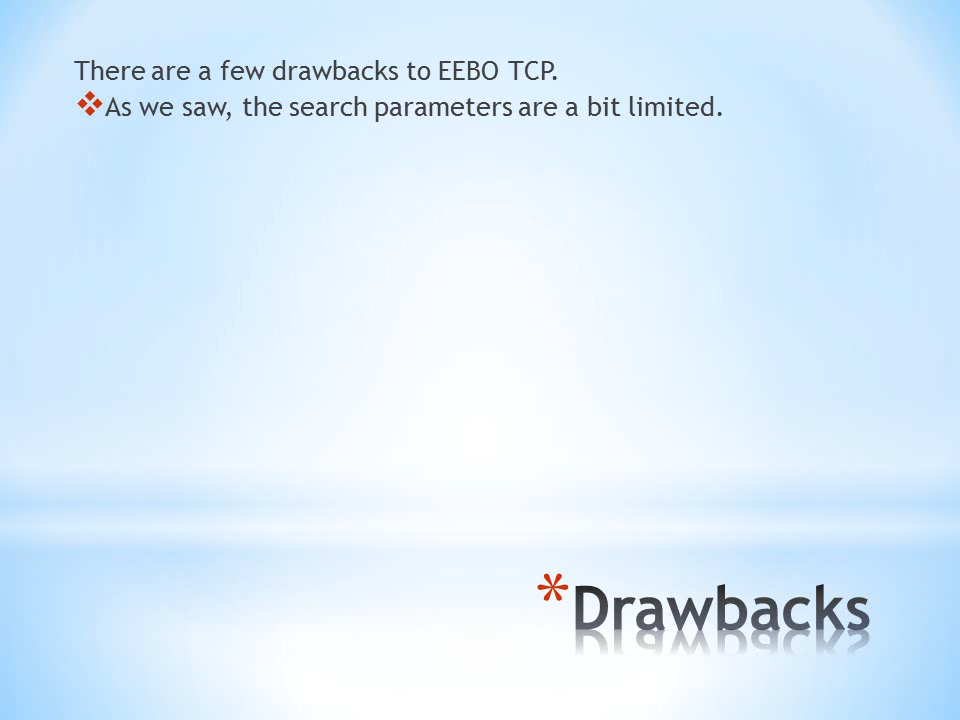 There are a few drawbacks to EEBO TCP.
❖As we saw, the search parameters are a bit limited.
*Drawbacks